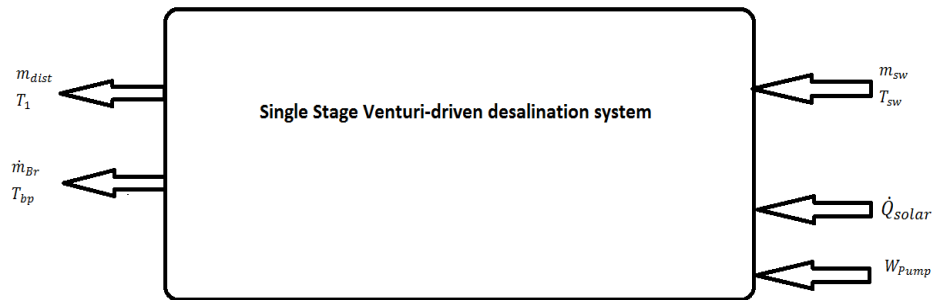 m_dist
T_1
ṁ_Br
T_bp
Single Stage Venturi-driven desalination system
m_sw
T_sw
Q̇_solar
W_Pump